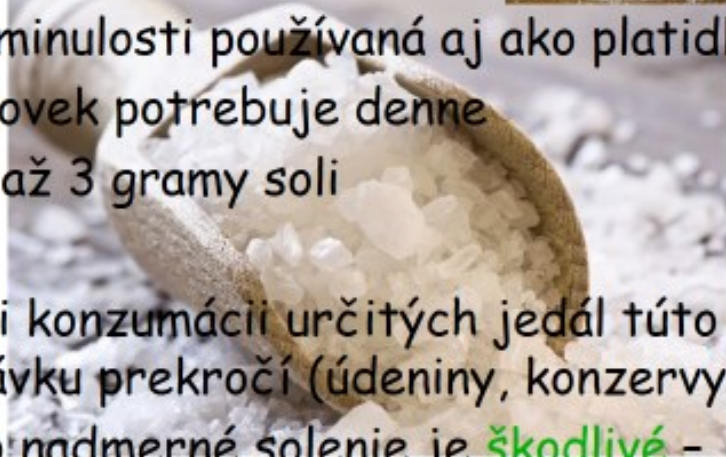 minulosti používaná aj ako platidl
ovek potrebuje denne
až 3 gramy soli
i konzumácii určitých jedál túto
ávku prekročí (údeniny, konzervy
nadmerné solenie je škodlivé –